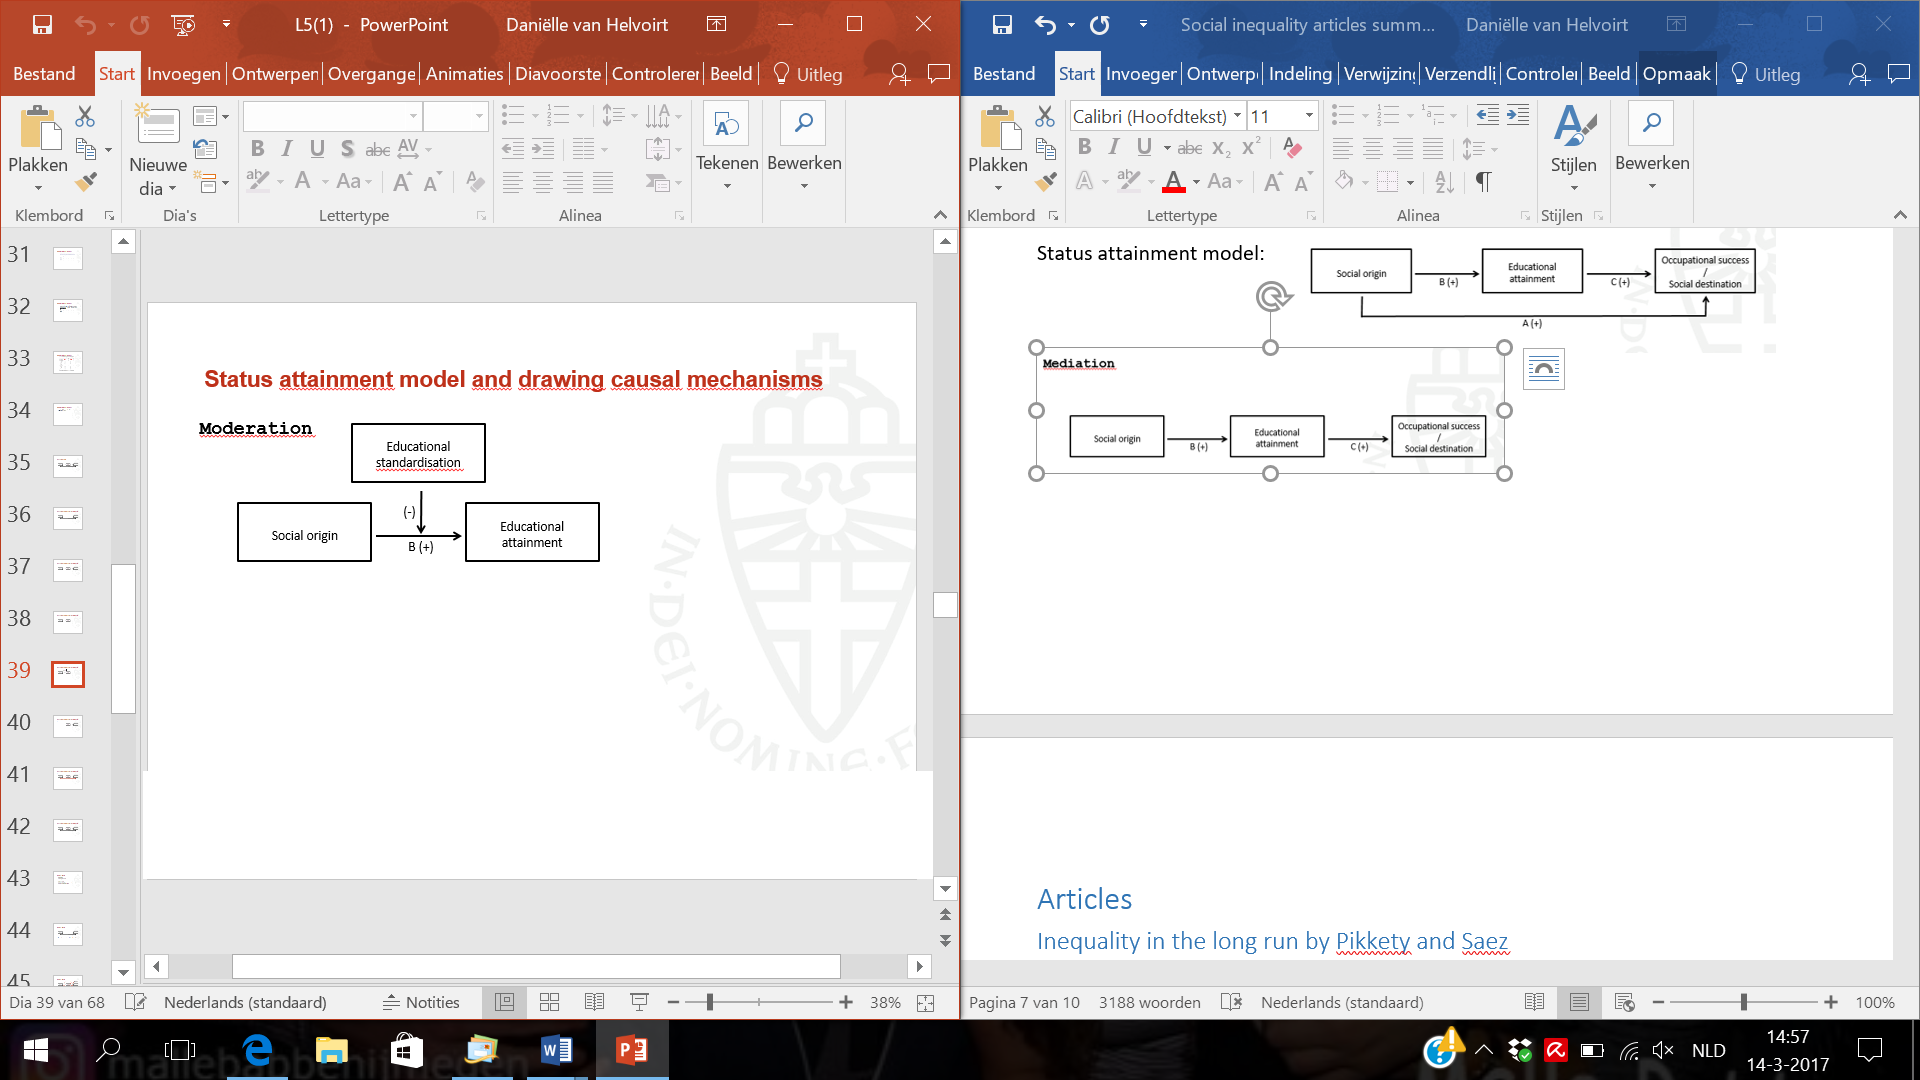 L5(1) - PowerPoint
Daniëlle van Helvoirt
Bestand Start Invoegen Ontwerpen Overgange Animaties Diavoorste Controleren Beeld Uitleg
Plakken
Nieuwe
dia
Tekenen
Bewerken
Klembord Dia's Lettertype Alinea
31
32
33
34
35
36
37
38
39
40
41
42
43
44
45
Status attainment model and drawing causal mechanisms
Moderation
Educational
standardisation
(-)
Social origin
B (+)
Educational
attainment
IN·DEI·NOMINE·F
Dia 39 van 68 Nederlands (standaard) Notities 38%
Social inequality articles summ...
Daniëlle van Helvoirt
Bestand Start Invoeger Ontwerp Indeling Verwijzing Verzendli Controler Beeld Opmaak Uitleg
Calibri (Hoofdtekst) 11
Plakken
Stijlen
Bewerken
Klembord Lettertype Alinea Stijlen
Status attainment model:
Social origin
B (+)
Educational
attainment
C (+)
Occupational success
/
Social destination
A (+)
Mediation
Social origin
B (+)
Educational
attainment
C (+)
Occupational success
/
Social destination
Articles
Inequality in the long run by Pikkety and Saez
Pagina 7 van 10 3188 woorden Nederlands (standaard) 100%
NLD
14:57
14-3-2017